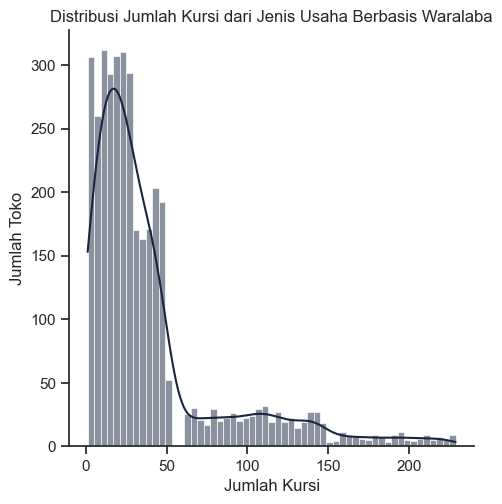 Distribusi Jumlah Kursi dari Jenis Usaha Berbasis Waralaba
300
250
200
150
100
50
0
Jumlah Toko
0 50 100 150 200
Jumlah Kursi